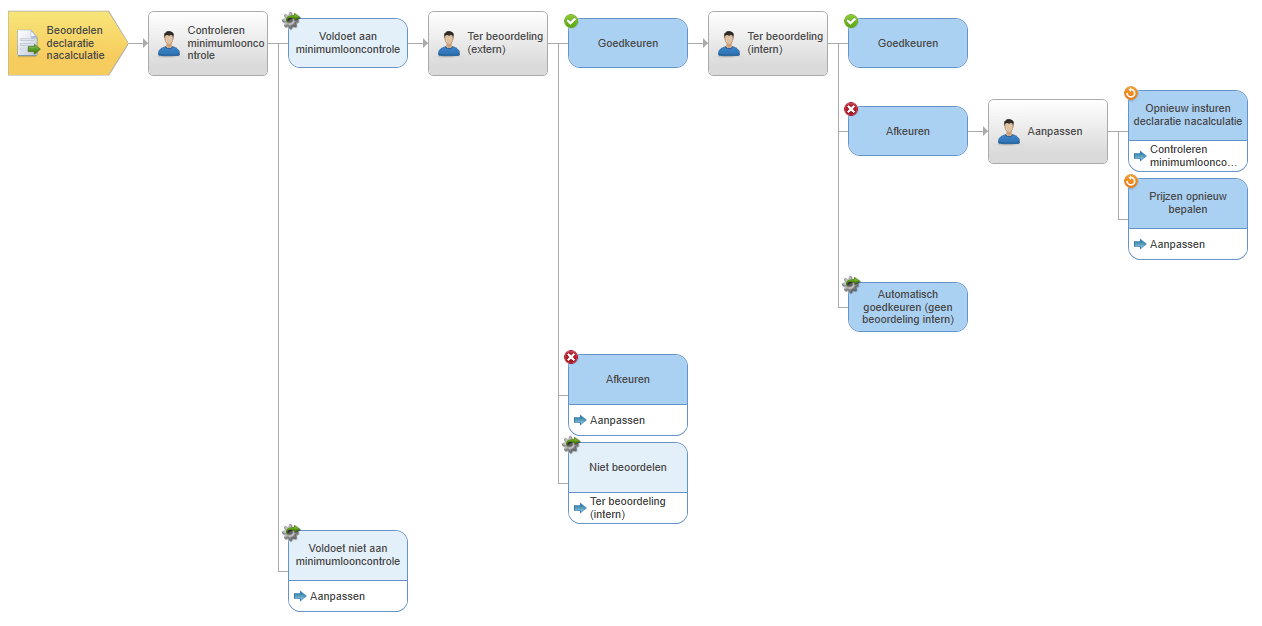 Beoordelen
declaratie
nacalculatie
Controleren
minimumloonco
ntrole
Voldoet aan
minimumlooncontrole
Ter beoordeling
(extern)
Goedkeuren
Ter beoordeling
(intern)
Goedkeuren
Afkeuren
Aanpassen
Opnieuw insturen
declaratie nacalculatie
Controleren
minimumloonco...
Prijzen opnieuw
bepalen
Aanpassen
Automatisch
goedkeuren (geen
beoordeling intern)
Afkeuren
Aanpassen
Niet beoordelen
Ter beoordeling
(intern)
Voldoet niet aan
minimumlooncontrole
Aanpassen